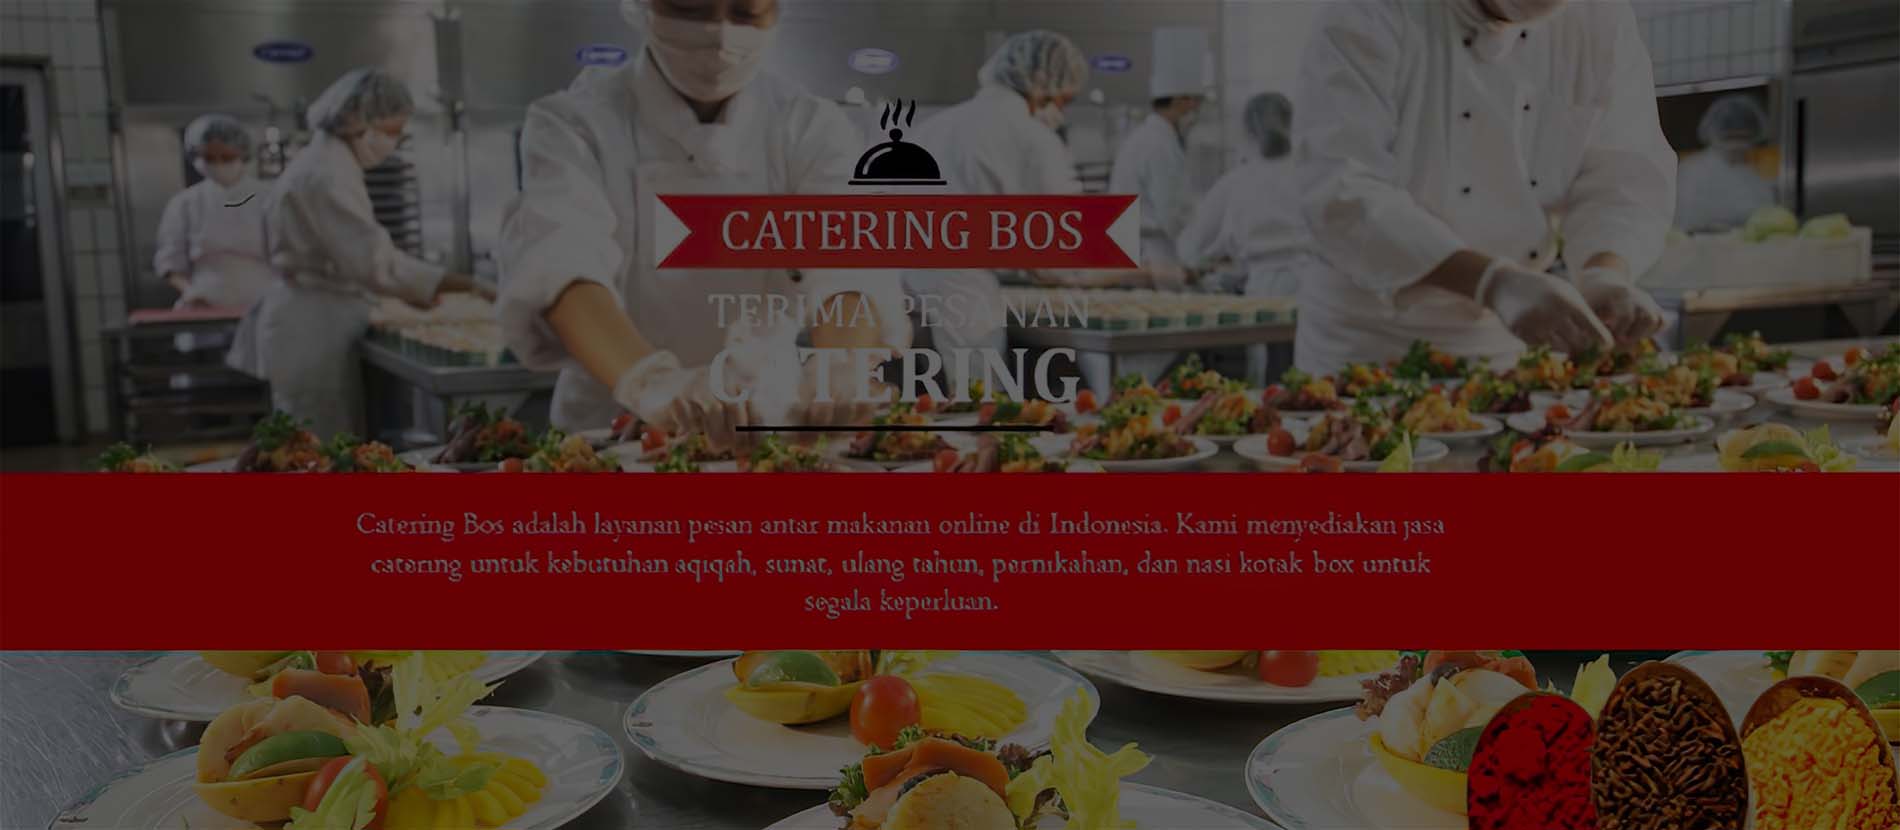 CATERING BOS
TERIMA PESANAN
CATERING
Catering Bos adalah layanan pesan antar makanan online di Indonesia. Kami menyediakan jasa
catering untuk kebutuhan aqiqah, sunat, ulang tahun, pernikahan, dan nasi kotak box untuk
segala keperluan.